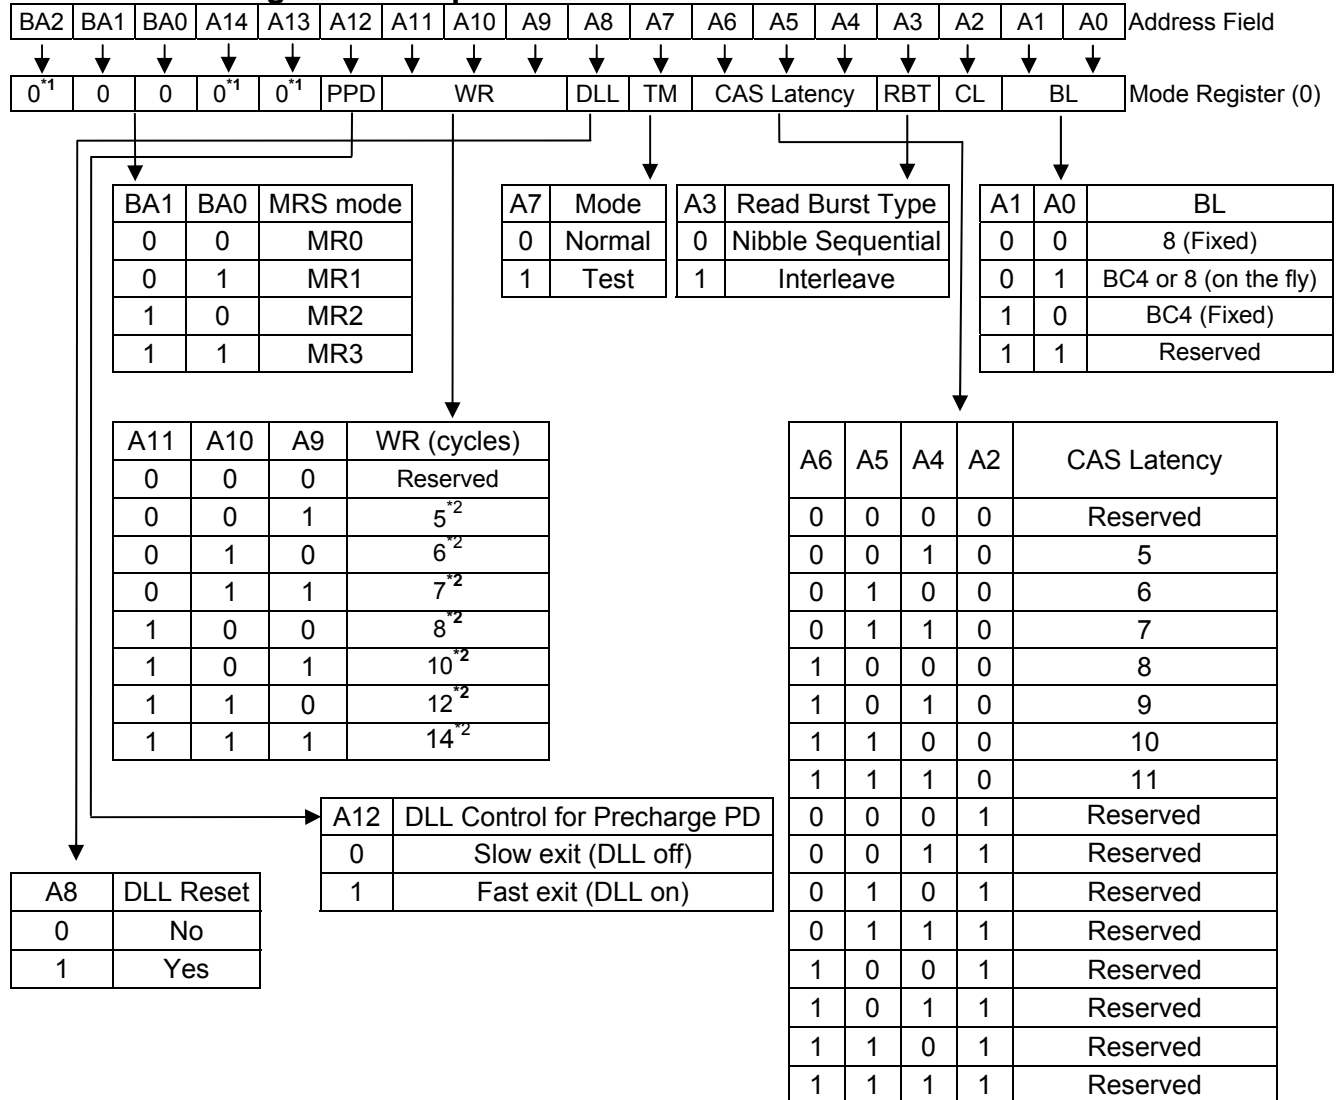 BA2 BA1 BA0 A14 A13 A12 A11 A10 A9 A8 A7 A6 A5 A4 A3 A2 A1 A0 Address Field
0*1 0 0 0*1 0*1 PPD WR DLL TM CAS Latency RBT CL BL Mode Register (0)
BA1 BA0 MRS mode
0 0 MR0
0 1 MR1
1 0 MR2
1 1 MR3
A7 Mode
0 Normal
1 Test
A3 Read Burst Type
0 Nibble Sequential
1 Interleave
A1 A0 BL
0 0 8 (Fixed)
0 1 BC4 or 8 (on the fly)
1 0 BC4 (Fixed)
1 1 Reserved
A11 A10 A9 WR (cycles)
0 0 0 Reserved
0 0 1 5*2
0 1 0 6*2
0 1 1 7*2
1 0 0 8*2
1 0 1 10*2
1 1 0 12*2
1 1 1 14*2
A6 A5 A4 A2 CAS Latency
0 0 0 0 Reserved
0 0 1 0 5
0 1 0 0 6
0 1 1 0 7
1 0 0 0 8
1 0 1 0 9
1 1 0 0 10
1 1 1 0 11
0 0 0 1 Reserved
0 0 1 1 Reserved
0 1 0 1 Reserved
0 1 1 1 Reserved
1 0 0 1 Reserved
1 0 1 1 Reserved
1 1 0 1 Reserved
1 1 1 1 Reserved
A12 DLL Control for Precharge PD
0 Slow exit (DLL off)
1 Fast exit (DLL on)
A8 DLL Reset
0 No
1 Yes